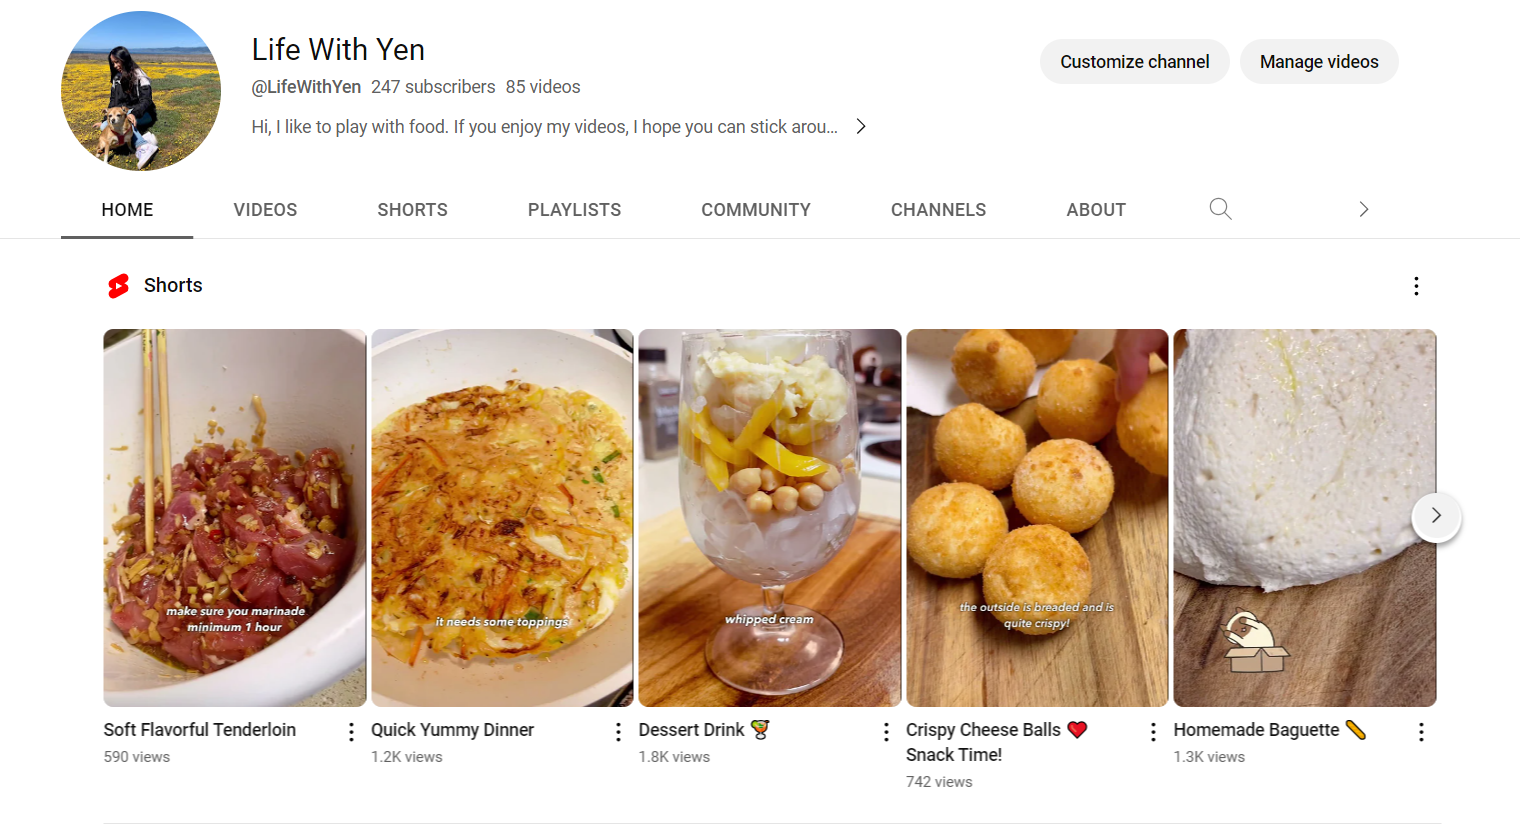 Life With Yen
@LifeWithYen 247 subscribers 85 videos
Hi, I like to play with food. If you enjoy my videos, I hope you can stick arou...
Customize channel
Manage videos
HOME
VIDEOS
SHORTS
PLAYLISTS
COMMUNITY
CHANNELS
ABOUT
Shorts
make sure you marinade
minimum 1 hour
it needs some toppings
whipped cream
the outside is breaded and is
quite crispy!
Soft Flavorful Tenderloin
590 views
Quick Yummy Dinner
1.2K views
Dessert Drink 🍹
1.8K views
Crispy Cheese Balls ❤️
Snack Time!
742 views
Homemade Baguette 🥖
1.3K views